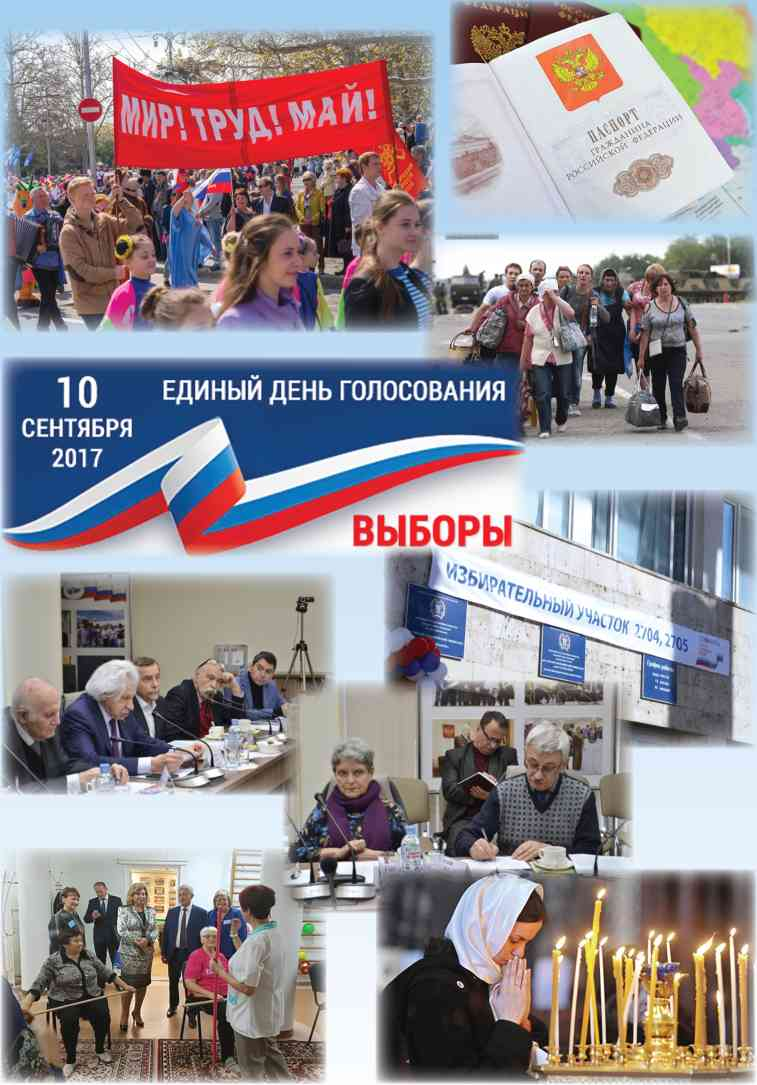 МИР! ТРУД! МАЙ!
ПАСПОРТ
ГРАЖДАНИНА
РОССИЙСКОЙ ФЕДЕРАЦИИ
10
СЕНТЯБРЯ
2017
ЕДИНЫЙ ДЕНЬ ГОЛОСОВАНИЯ
ВЫБОРЫ
ИЗБИРАТЕЛЬНЫЙ УЧАСТОК 2704, 2705